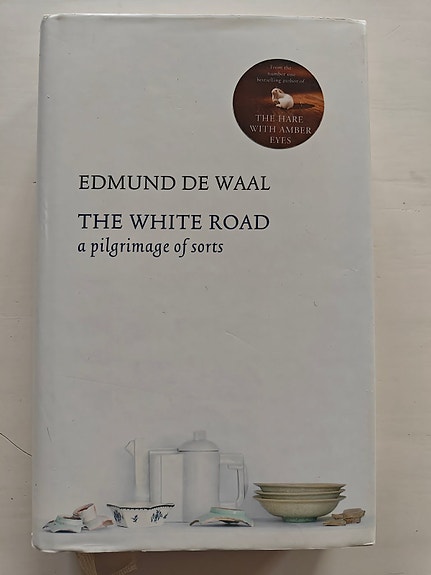 From the
number one
bestselling author of
THE HARE
WITH AMBER
EYES
EDMUND DE WAAL
THE WHITE ROAD
a pilgrimage of sorts